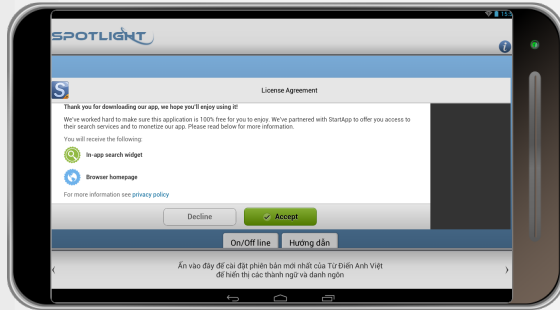 15:5
SPOTLIGHT
i
S
License Agreement
Thank you for downloading our app, we hope you'll enjoy using it!
We've worked hard to make sure this application is 100% free for you to enjoy. We've partnered with StartApp to offer you access to
their search services and to monetize our app. Please read below for more information.
You will receive the following:
In-app search widget
Browser homepage
For more information see privacy policy
Decline
Accept
On/Off line
Hướng dẫn
Ấn vào đây để cài đặt phiên bản mới nhất của Từ Điển Anh Việt
để hiển thị các thành ngữ và danh ngôn